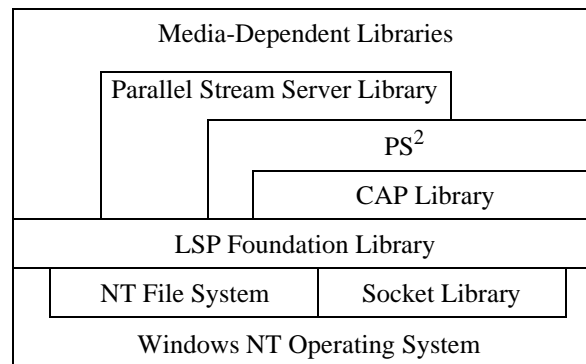 Media-Dependent Libraries
Parallel Stream Server Library
PS²
CAP Library
LSP Foundation Library
NT File System
Socket Library
Windows NT Operating System